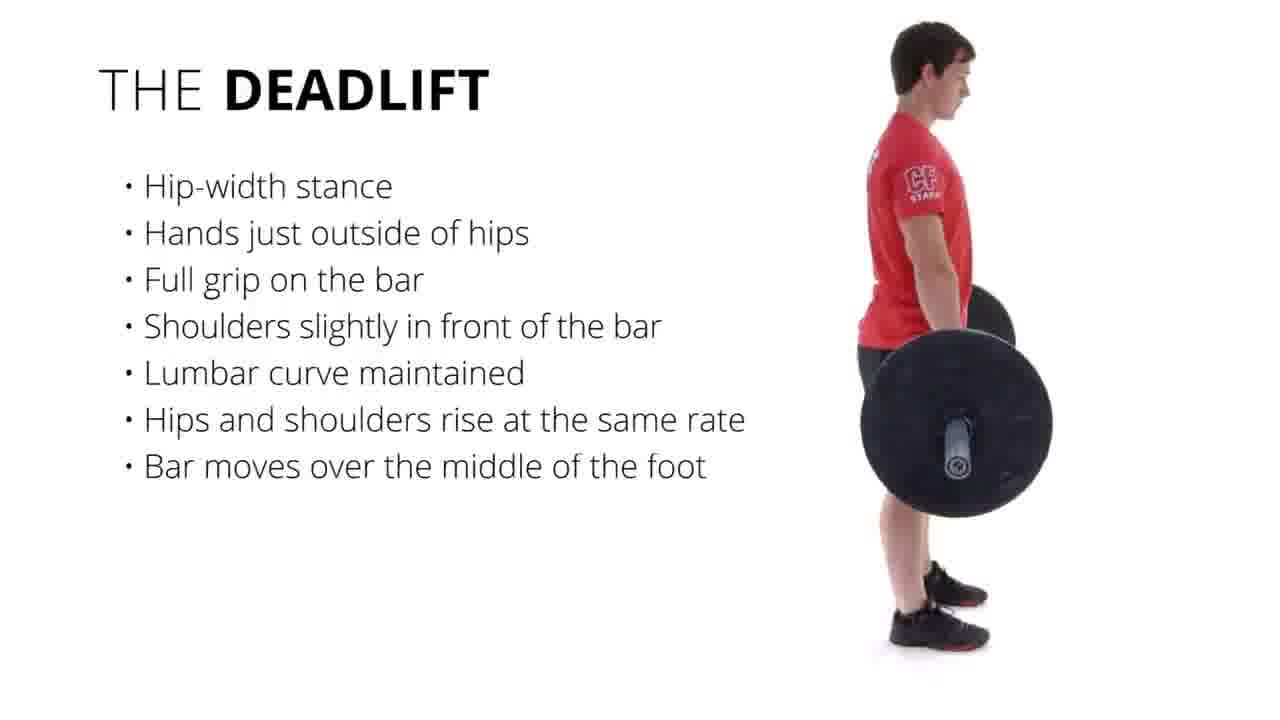 THE DEADLIFT
• Hip-width stance
• Hands just outside of hips
• Full grip on the bar
• Shoulders slightly in front of the bar
• Lumbar curve maintained
• Hips and shoulders rise at the same rate
• Bar moves over the middle of the foot
CF